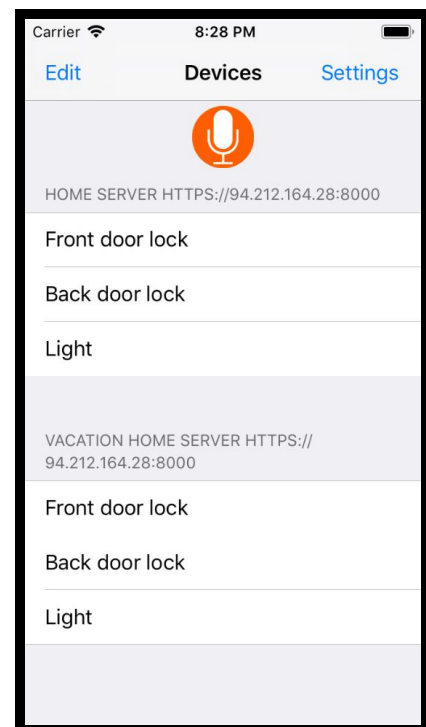 Carrier 8:28 PM
Edit Devices Settings
HOME SERVER HTTPS://94.212.164.28:8000
Front door lock
Back door lock
Light
VACATION HOME SERVER HTTPS://
94.212.164.28:8000
Front door lock
Back door lock
Light